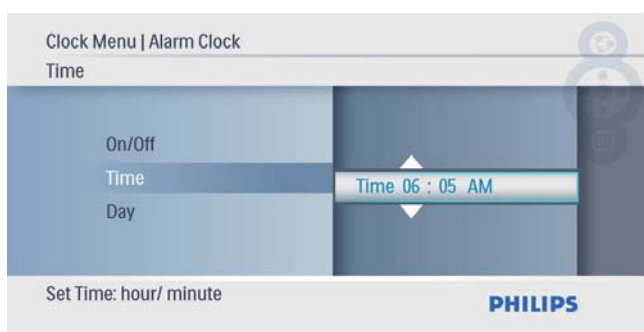 Clock Menu | Alarm Clock
Time
On/Off
Time
Day
Time 06 : 05 AM
Set Time: hour/ minute
PHILIPS